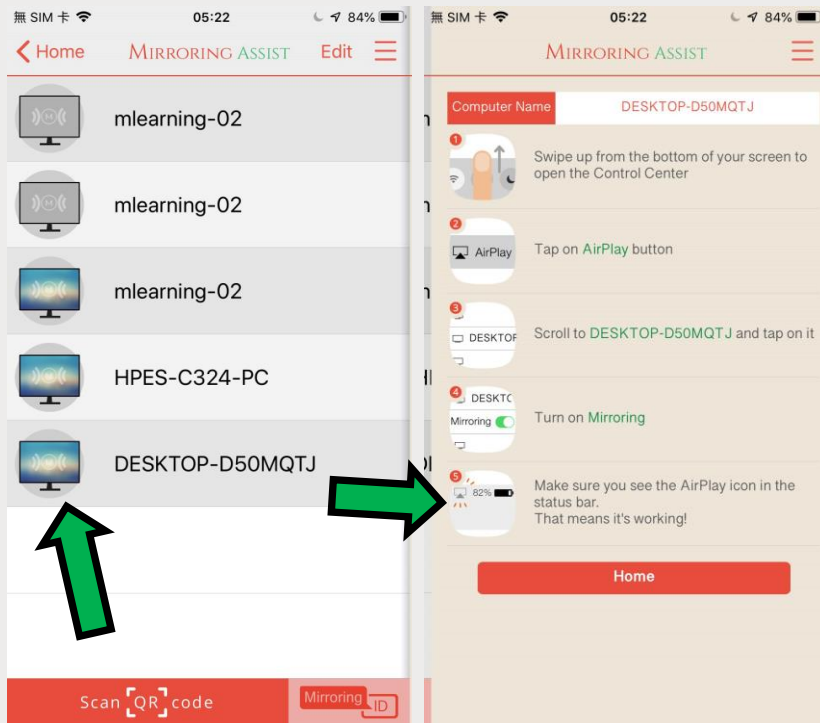 無 SIM 卡
05:22
84%
Home
MIRRORING ASSIST
Edit
mlearning-02
mlearning-02
mlearning-02
HPES-C324-PC
DESKTOP-D50MQTJ
Scan QR code
Mirroring
ID
無 SIM 卡
05:22
84%
MIRRORING ASSIST
Computer Name
DESKTOP-D50MQTJ
1
Swipe up from the bottom of your screen to
open the Control Center
2
AirPlay
Tap on AirPlay button
3
DESKTOP
Scroll to DESKTOP-D50MQTJ and tap on it
4
DESKTC
Mirroring
Turn on Mirroring
5
82%
Make sure you see the AirPlay icon in the
status bar.
That means it's working!
Home